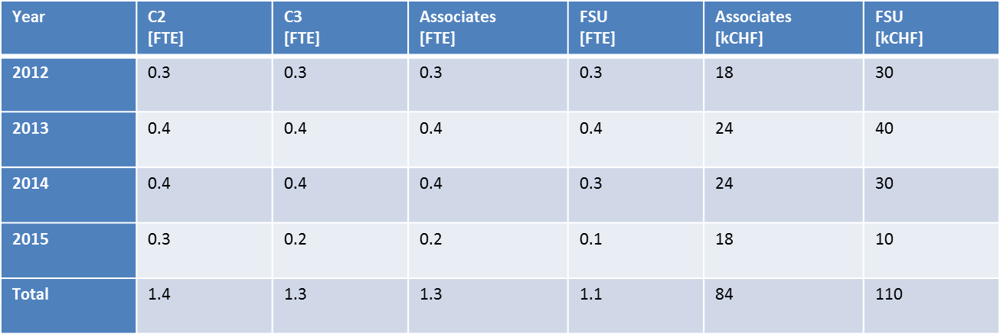 Year C2 C3 Associates FSU Associates FSU
[FTE] [FTE] [FTE] [FTE] [kCHF] [kCHF]
2012 0.3 0.3 0.3 0.3 18 30
2013 0.4 0.4 0.4 0.4 24 40
2014 0.4 0.4 0.4 0.3 24 30
2015 0.3 0.2 0.2 0.1 18 10
Total 1.4 1.3 1.3 1.1 84 110